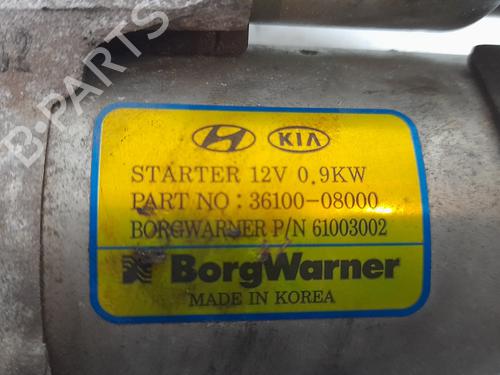 B-PARTS
KIA
STARTER 12V 0.9KW
PART NO : 36100-08000
BORGWARNER P/N 61003002
BorgWarner
MADE IN KOREA